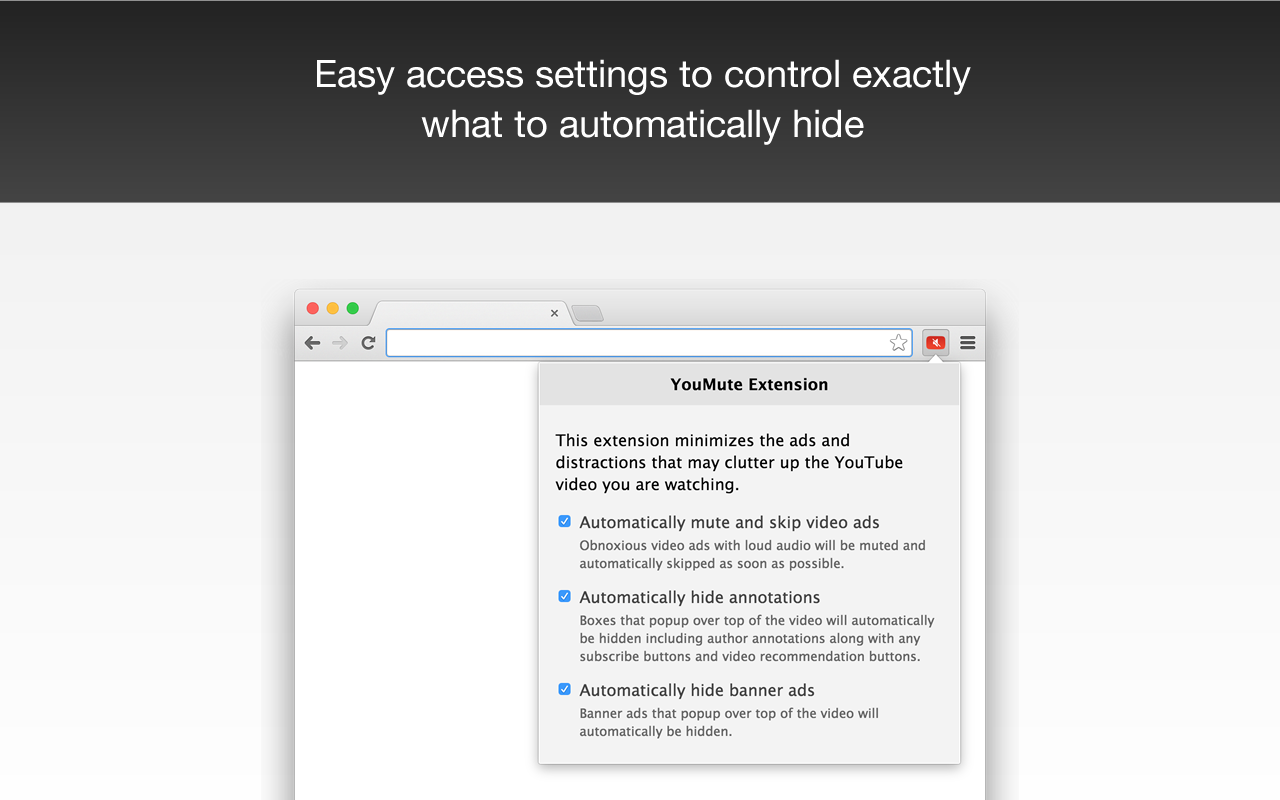 Easy access settings to control exactly
what to automatically hide
YouMute Extension
This extension minimizes the ads and
distractions that may clutter up the YouTube
video you are watching.
Automatically mute and skip video ads
Obnoxious video ads with loud audio will be muted and
automatically skipped as soon as possible.
Automatically hide annotations
Boxes that popup over top of the video will automatically
be hidden including author annotations along with any
subscribe buttons and video recommendation buttons.
Automatically hide banner ads
Banner ads that popup over top of the video will
automatically be hidden.